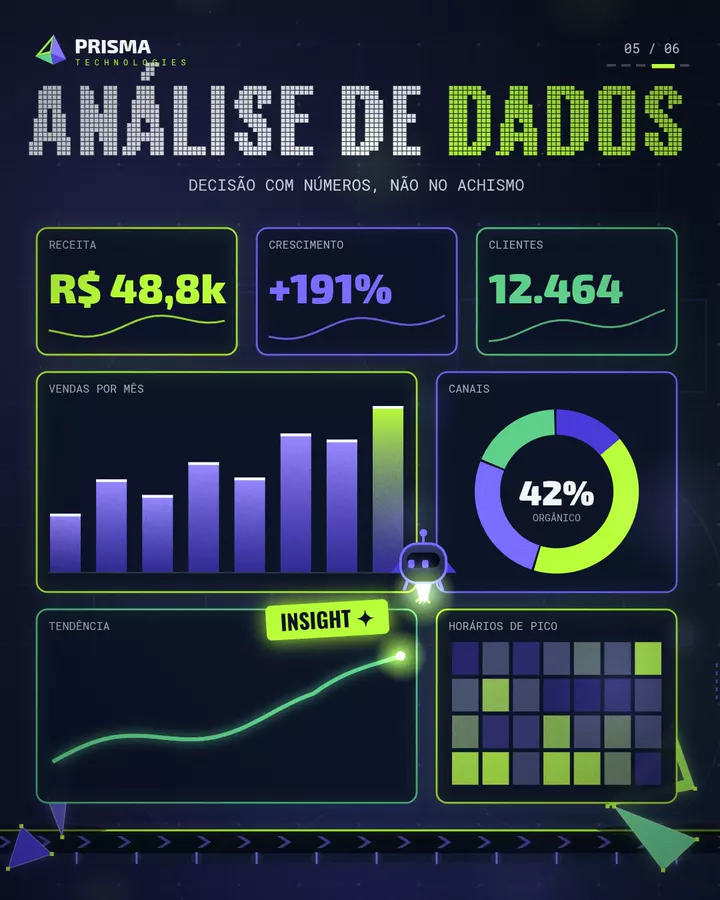 PRISMA
TECHNOLOGIES
05 / 06
ANÁLISE DE DADOS
DECISÃO COM NÚMEROS, NÃO NO ACHISMO
RECEITA
R$ 48,8k
CRESCIMENTO
+191%
CLIENTES
12.464
VENDAS POR MÊS
CANAIS
42%
ORGÂNICO
TENDÊNCIA
INSIGHT ✦
HORÁRIOS DE PICO